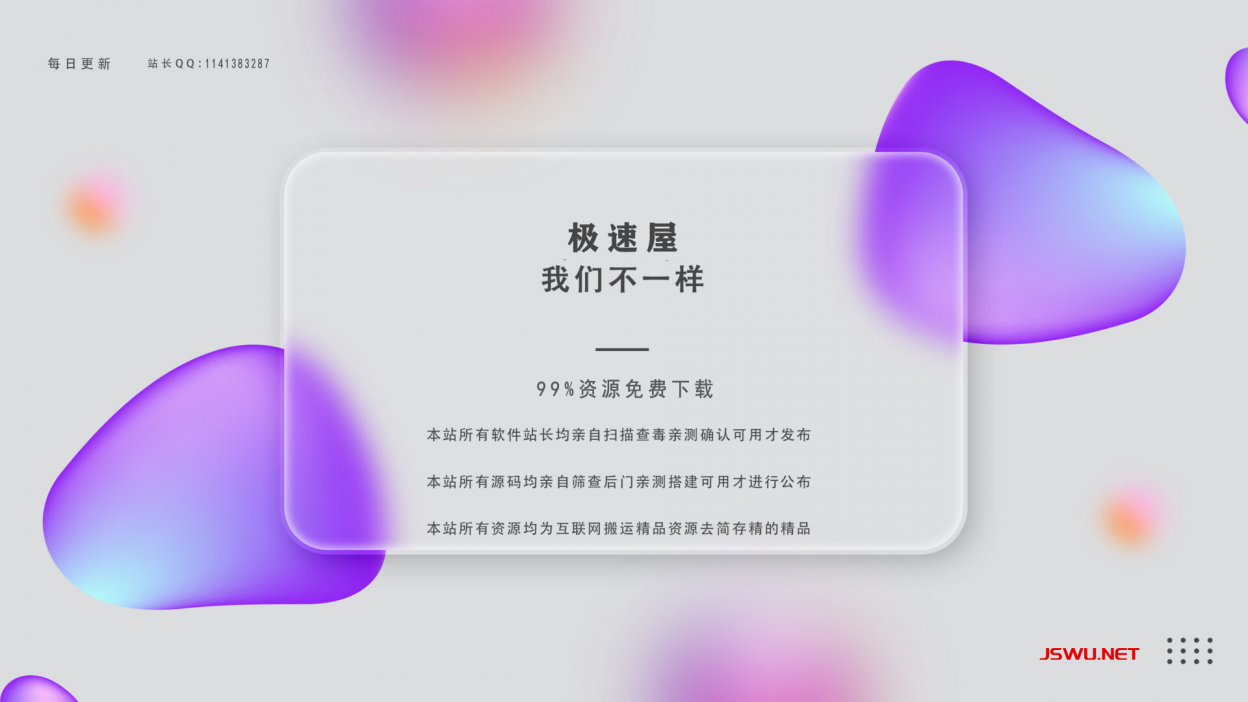 每日更新 站长QQ:1141383287
极速屋
我们不一样
99%资源免费下载
本站所有软件站长均亲自扫描查毒亲测确认可用才发布
本站所有源码均亲自筛查后门亲测搭建可用才进行公布
本站所有资源均为互联网搬运精品资源去简存精的精品
JSWU.NET